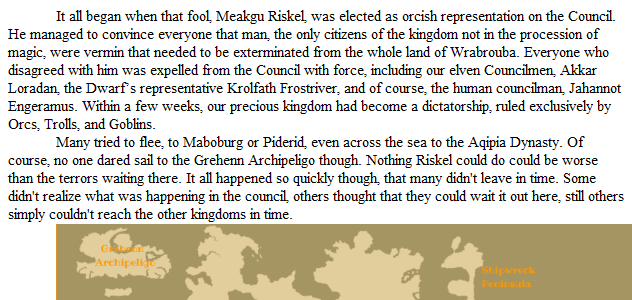 It all began when that fool, Meakgu Riskel, was elected as orcish representation on the Council.
He managed to convince everyone that man, the only citizens of the kingdom not in the procession of
magic, were vermin that needed to be exterminated from the whole land of Wrabrouba. Everyone who
disagreed with him was expelled from the Council with force, including our elven Councilmen, Akkar
Loradan, the Dwarf's representative Krolfath Frostriver, and of course, the human councilman, Jahannot
Engeramus. Within a few weeks, our precious kingdom had become a dictatorship, ruled exclusively by
Orcs, Trolls, and Goblins.
Many tried to flee, to Maboburg or Piderid, even across the sea to the Aqipia Dynasty. Of
course, no one dared sail to the Grehenn Archipeligo though. Nothing Riskel could do could be worse
than the terrors waiting there. It all happened so quickly though, that many didn't leave in time. Some
didn't realize what was happening in the council, others thought that they could wait it out here, still others
simply couldn't reach the other kingdoms in time.
Grehenn
Archipeligo
Shipwreck
Peninsula